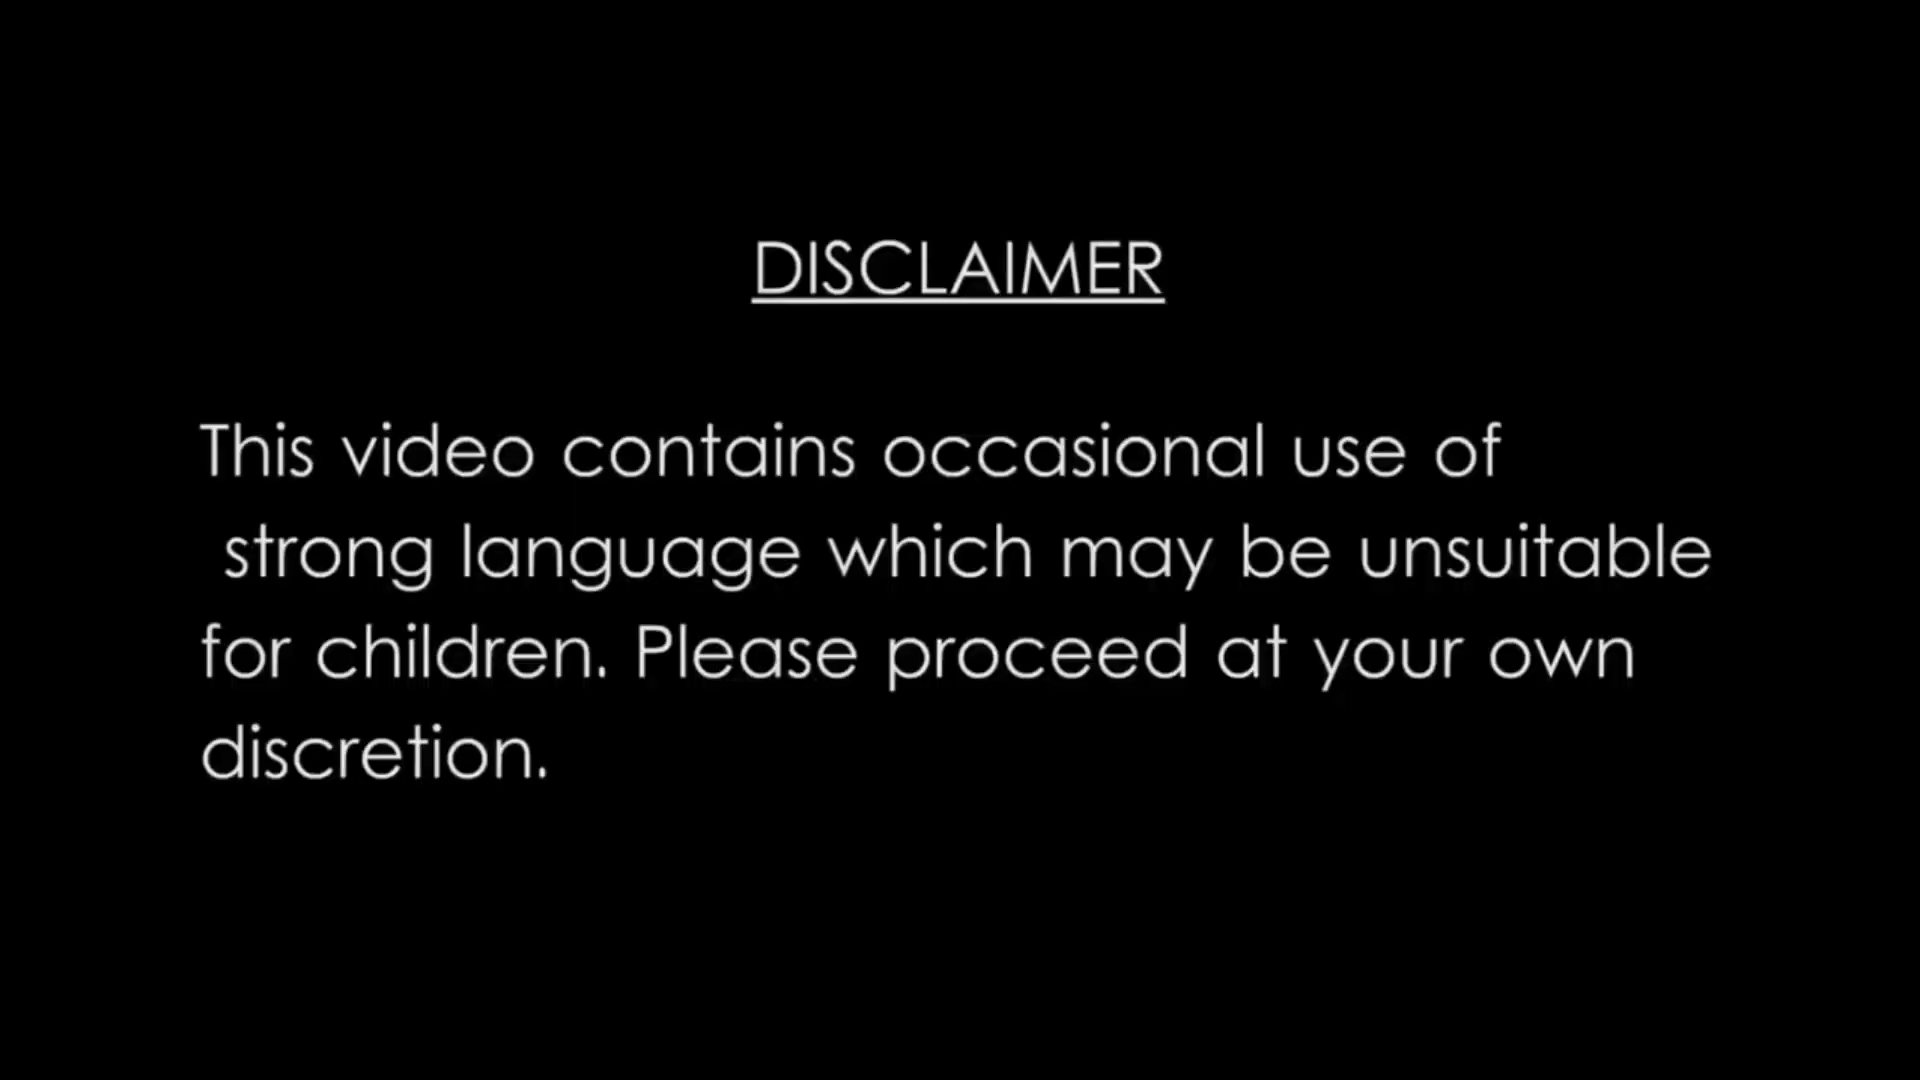 DISCLAIMER
This video contains occasional use of
strong language which may be unsuitable
for children. Please proceed at your own
discretion.